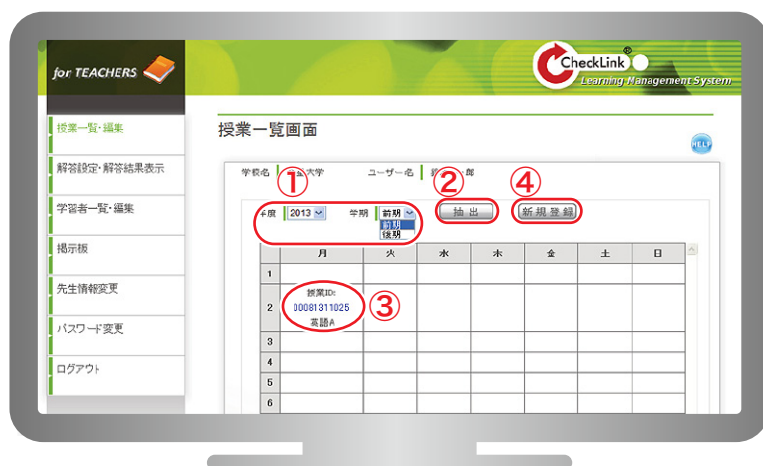 for TEACHERS
CheckLink
®
Learning Management System
授業一覧・編集
解答設定・解答結果表示
学習者一覧・編集
掲示板
先生情報変更
パスワード変更
ログアウト
授業一覧画面
HELP
学校名 大学 ユーザー名 郎
① ② ④
年度 2013 学期 前期 抽出 新規登録
前期
後期
月 火 水 木 金 土 日
1
2 授業ID:
00081311025
英語A
③
3
4
5
6